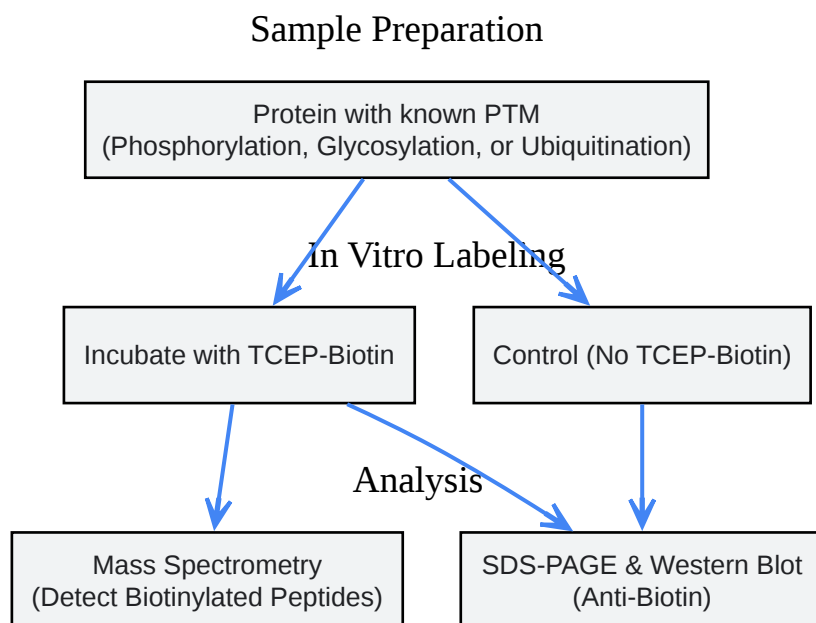 Sample Preparation
Protein with known PTM
(Phosphorylation, Glycosylation, or Ubiquitination)
In Vitro Labeling
Incubate with TCEP-Biotin
Control (No TCEP-Biotin)
Analysis
Mass Spectrometry
(Detect Biotinylated Peptides)
SDS-PAGE & Western Blot
(Anti-Biotin)